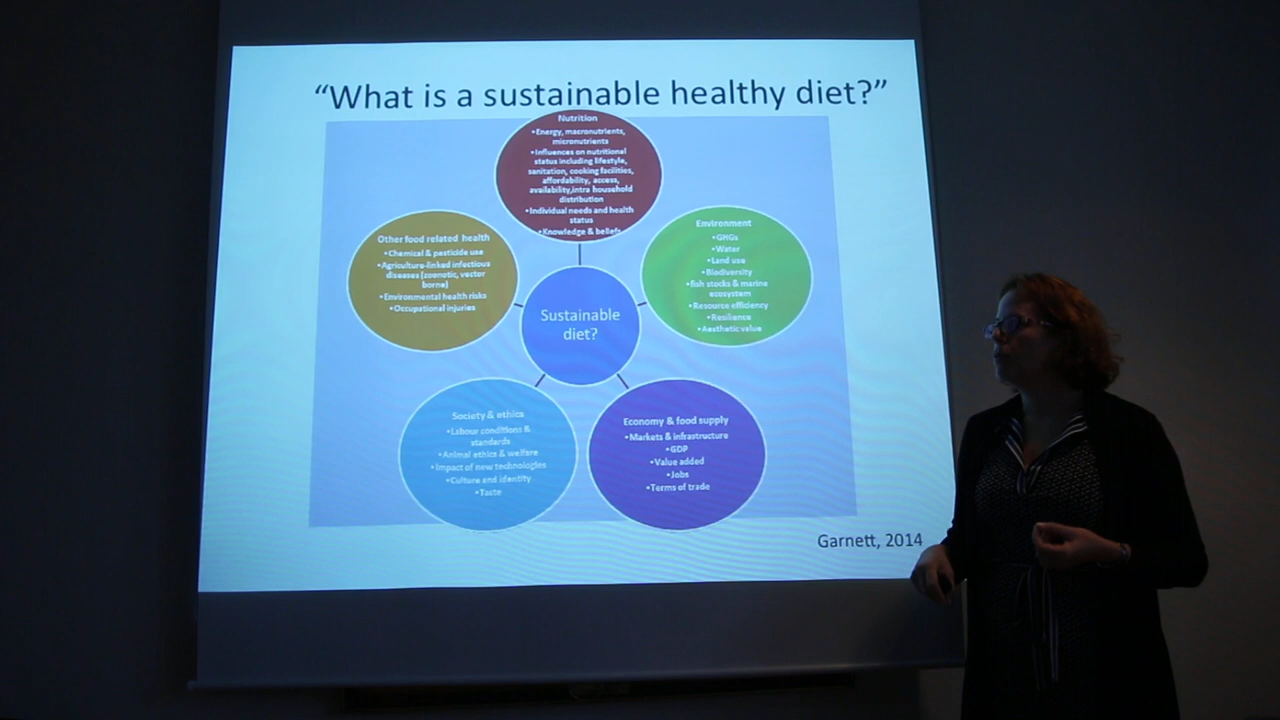 “What is a sustainable healthy diet?”
Nutrition
•Energy, macronutrients,
micronutrients
•Influences on nutritional
status including lifestyle,
sanitation, cooking facilities,
affordability, access,
availability,intra household
distribution
•Individual needs and health
status
•Knowledge & beliefs
Other food related health
•Chemical & pesticide use
•Agriculture-linked infectious
diseases (zoonotic, vector
borne)
•Environmental health risks
•Occupational injuries
Environment
•GHGs
•Water
•Land use
•Biodiversity
•fish stocks & marine
ecosystem
•Resource efficiency
•Resilience
•Aesthetic value
Sustainable
diet?
Society & ethics
•Labour conditions &
standards
•Animal ethics & welfare
•Impact of new technologies
•Culture and identity
•Taste
Economy & food supply
•Markets & infrastructure
•GDP
•Value added
•Jobs
•Terms of trade
Garnett, 2014